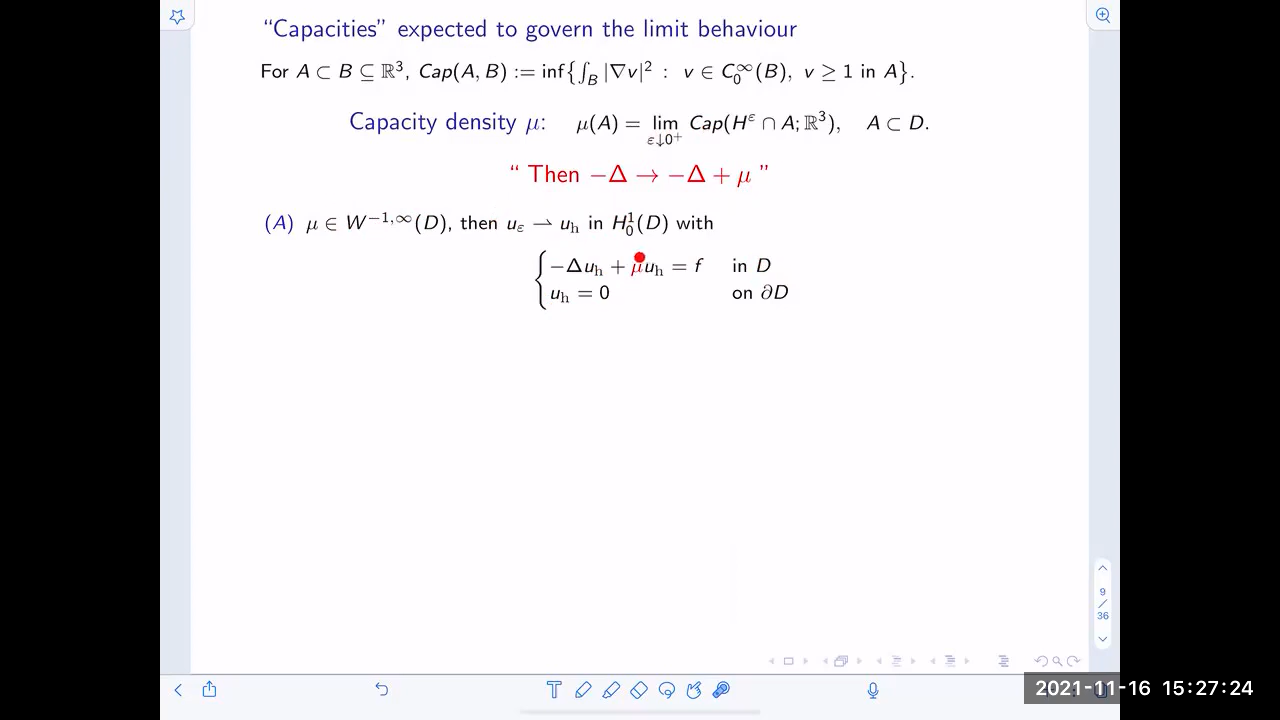 “Capacities” expected to govern the limit behaviour
For A ⊂ B ⊆ ℝ³, Cap(A, B) := inf{∫_B |∇v|² : v ∈ C₀^∞(B), v ≥ 1 in A}.
Capacity density μ: μ(A) = lim_{ε↓0⁺} Cap(H^ε ∩ A; ℝ³), A ⊂ D.
“ Then −Δ → −Δ + μ ”
(A) μ ∈ W^{−1,∞}(D), then u_ε ⇀ u_h in H¹₀(D) with
{ −Δu_h + μu_h = f in D
u_h = 0 on ∂D
9
/
36
2021-11-16 15:27:24